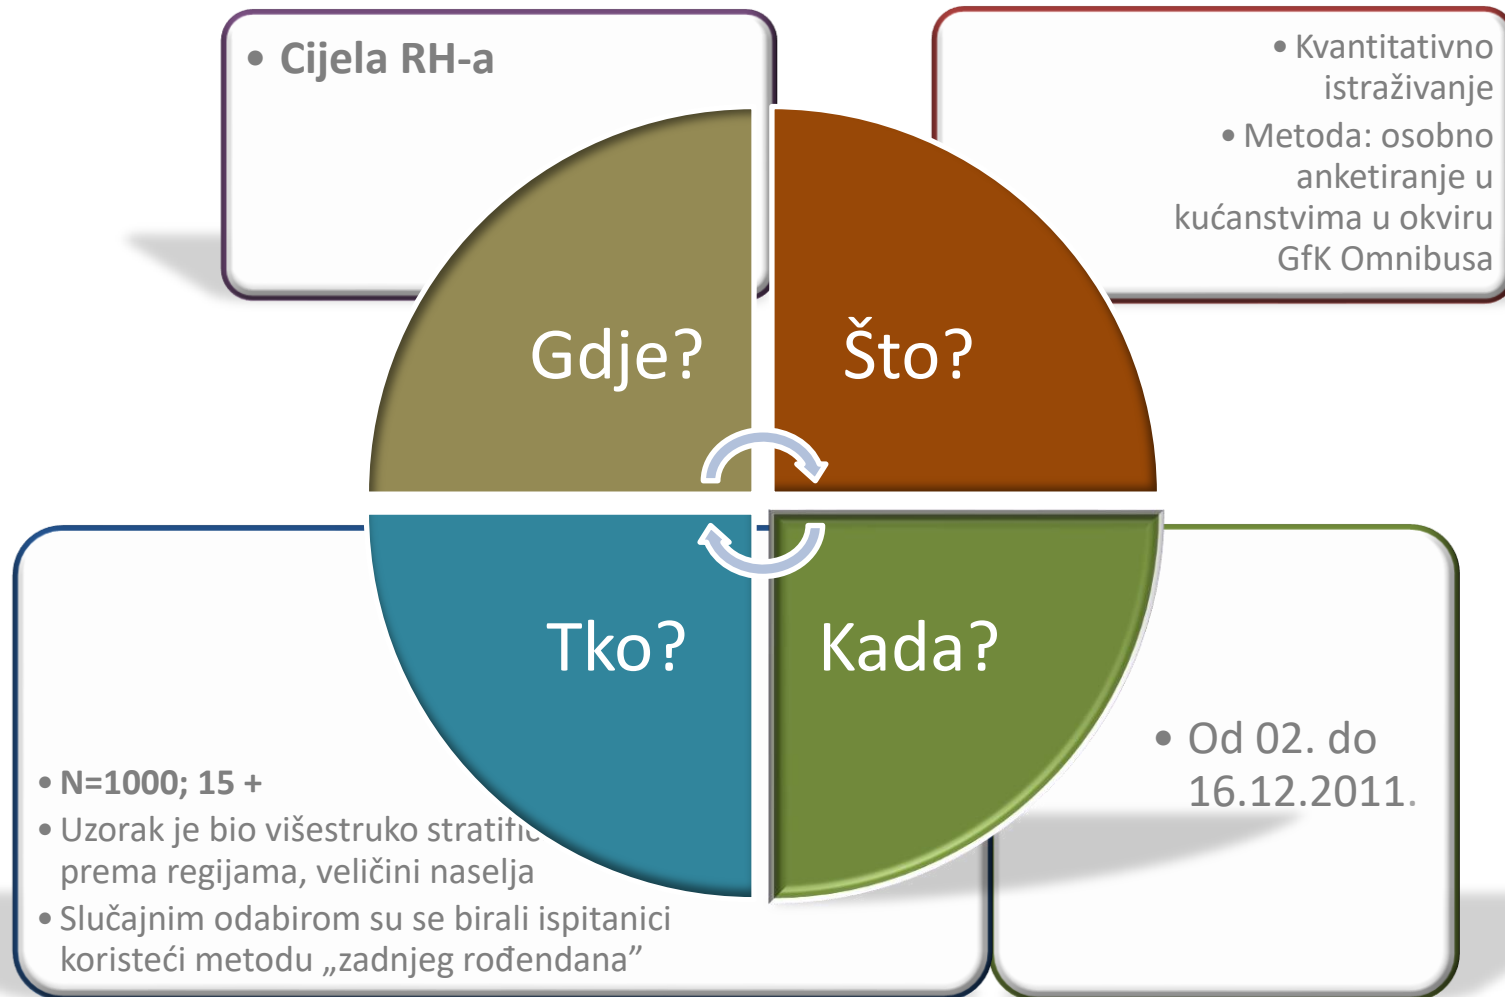 • Cijela RH-a
• Kvantitativno
istraživanje
• Metoda: osobno
anketiranje u
kućanstvima u okviru
GfK Omnibusa
Gdje?
Što?
Tko?
Kada?
• N=1000; 15 +
• Uzorak je bio višestruko
prema regijama, veličini naselja
• Slučajnim odabirom su se birali ispitanici
koristeći metodu „zadnjeg rođendana”
• Od 02. do
16.12.2011.